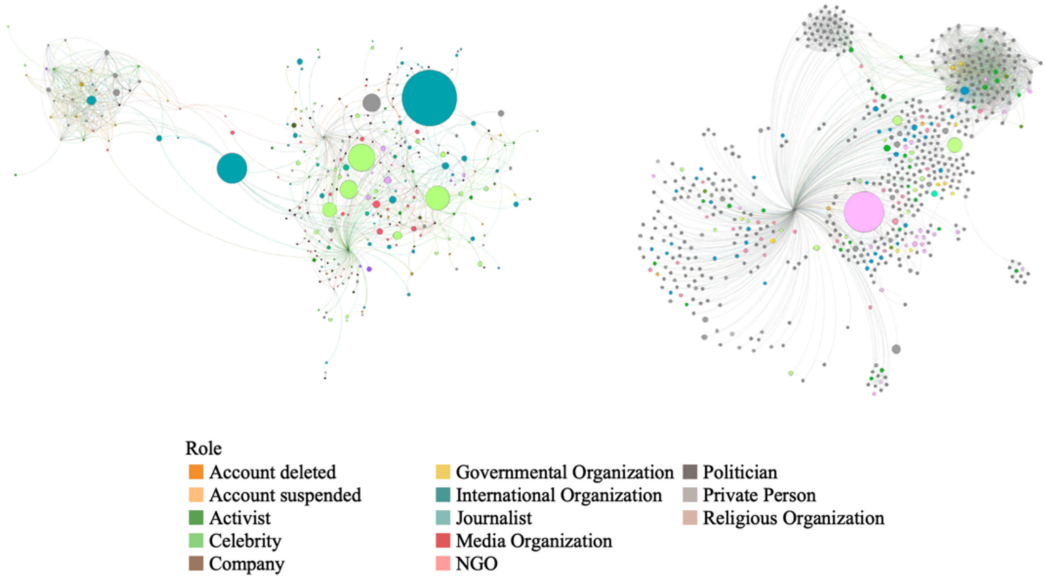 Role
Account deleted
Account suspended
Activist
Celebrity
Company
Governmental Organization
International Organization
Journalist
Media Organization
NGO
Politician
Private Person
Religious Organization